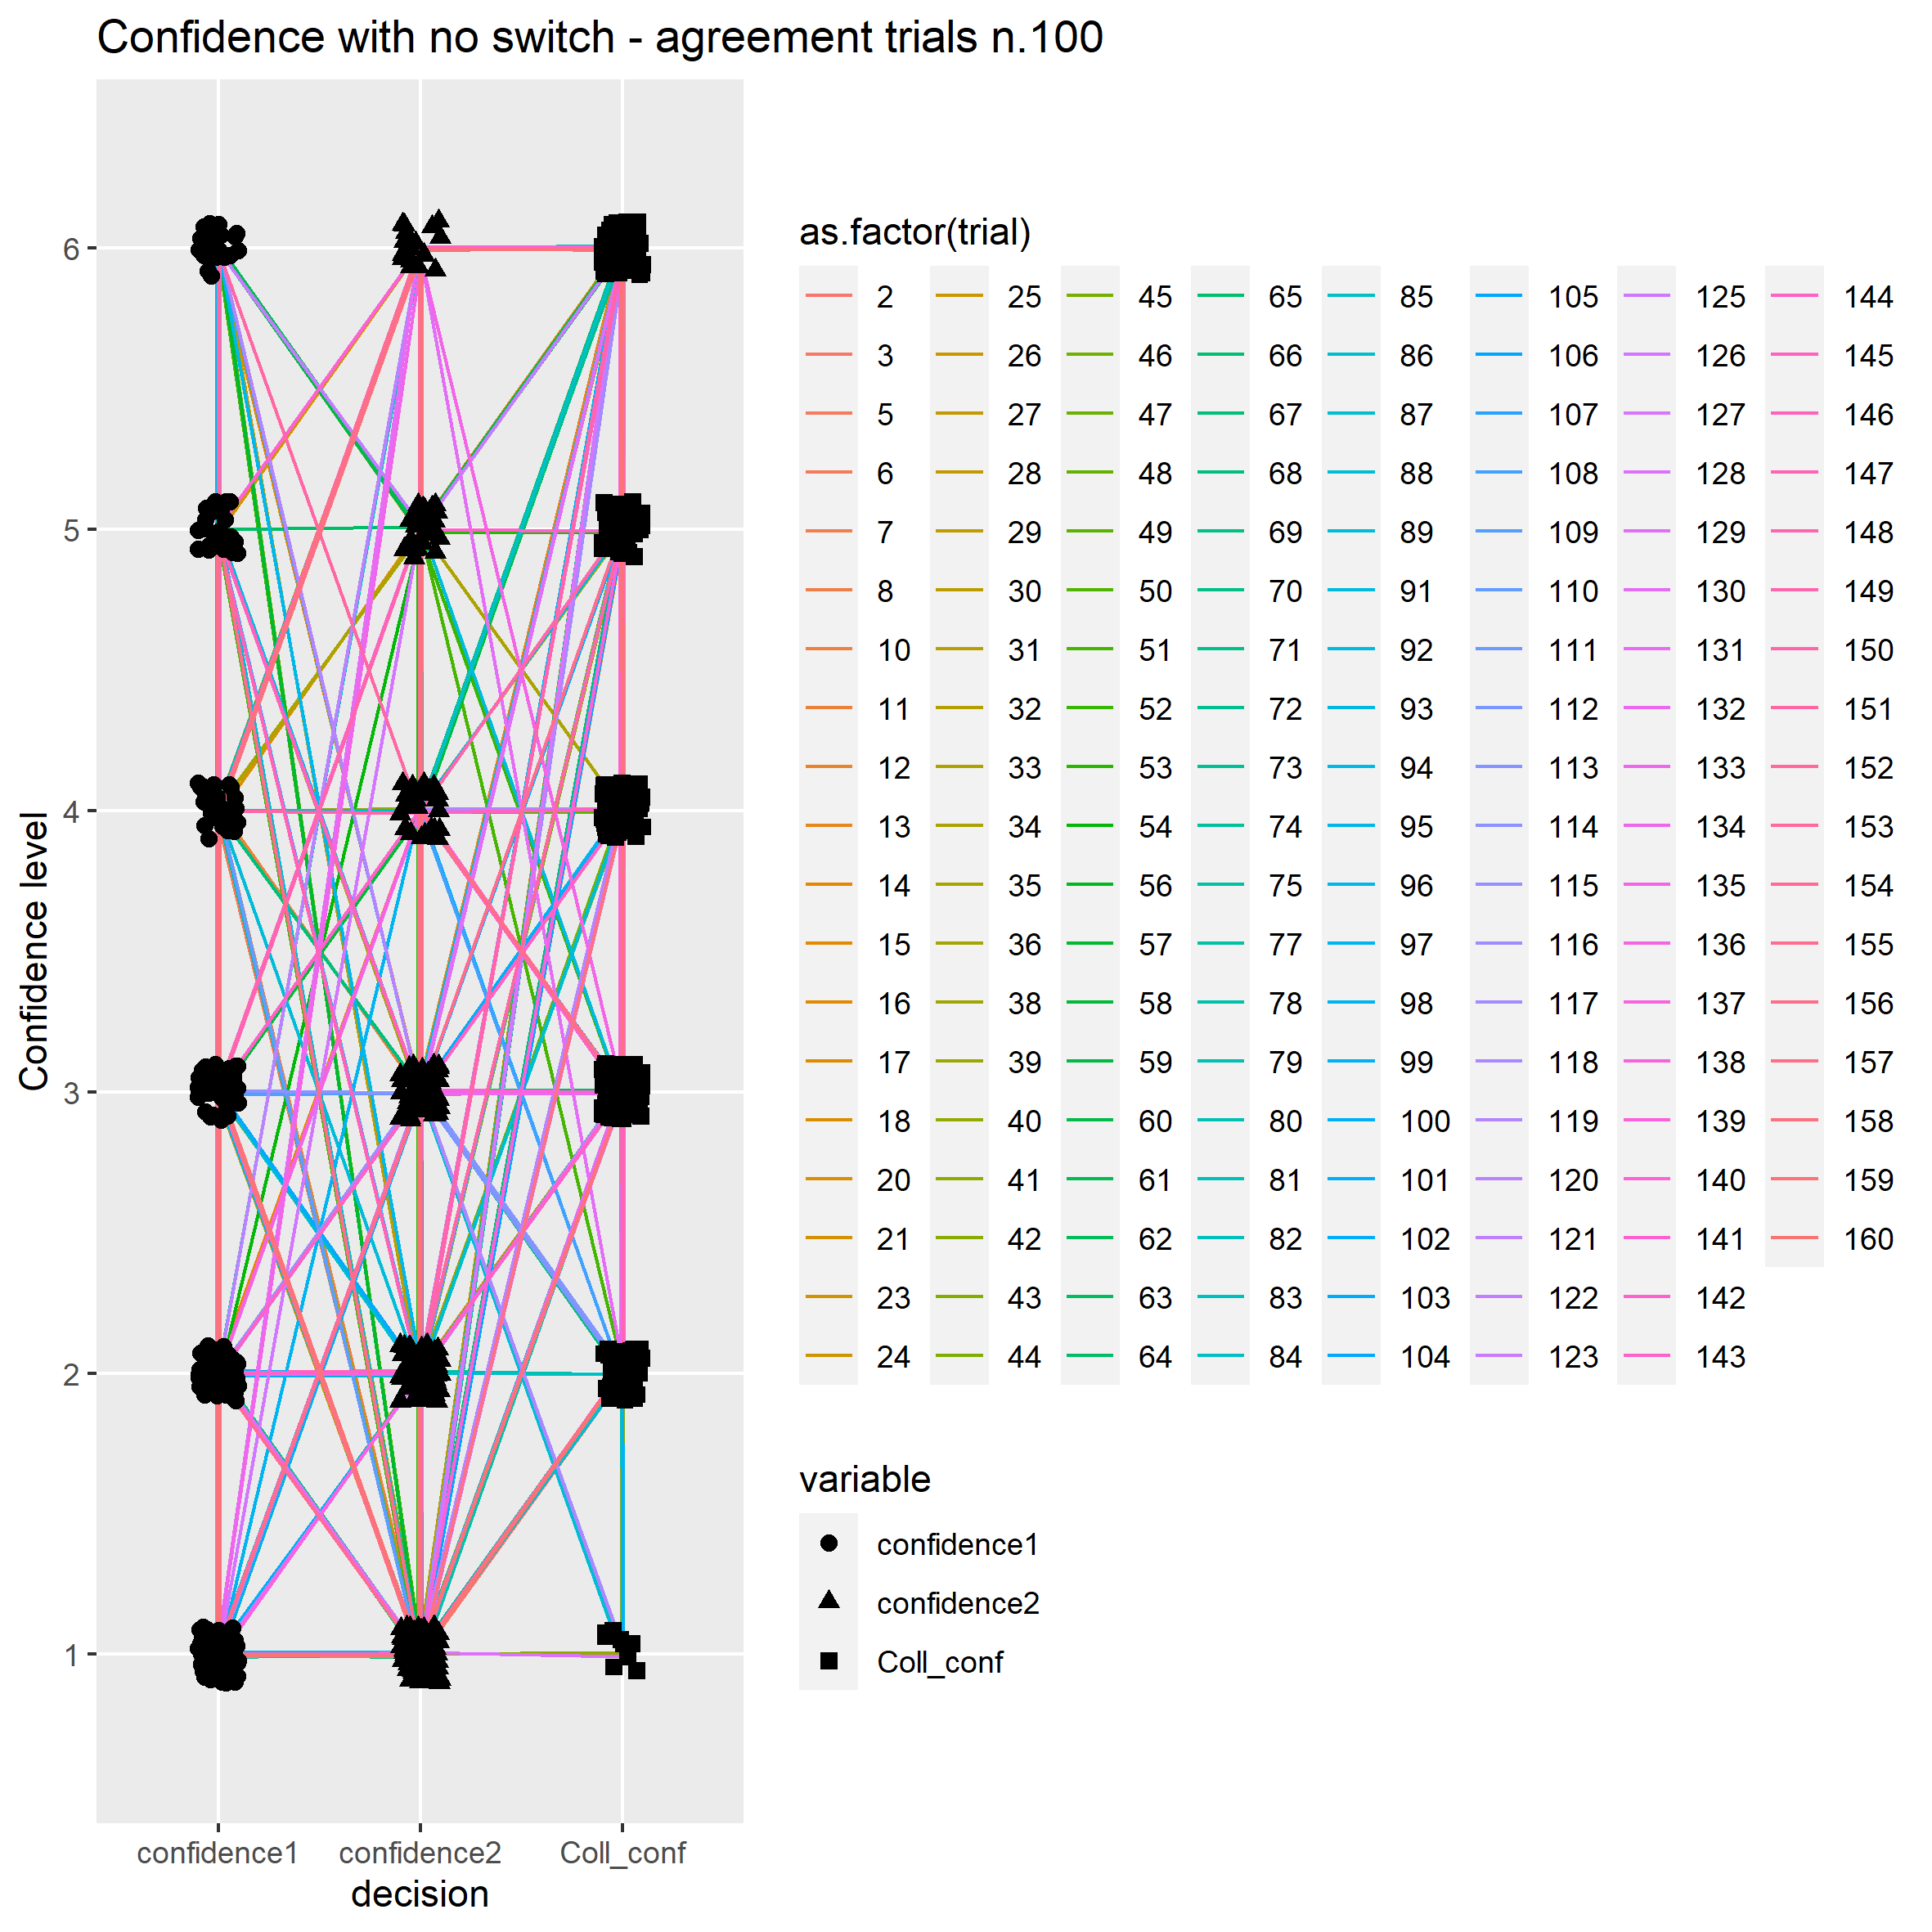 Confidence with no switch - agreement trials n.100
Confidence level
6
5
4
3
2
1
confidence1 confidence2 Coll_conf
decision
as.factor(trial)
2 25 45 65 85 105 125 144
3 26 46 66 86 106 126 145
5 27 47 67 87 107 127 146
6 28 48 68 88 108 128 147
7 29 49 69 89 109 129 148
8 30 50 70 91 110 130 149
10 31 51 71 92 111 131 150
11 32 52 72 93 112 132 151
12 33 53 73 94 113 133 152
13 34 54 74 95 114 134 153
14 35 56 75 96 115 135 154
15 36 57 77 97 116 136 155
16 38 58 78 98 117 137 156
17 39 59 79 99 118 138 157
18 40 60 80 100 119 139 158
20 41 61 81 101 120 140 159
21 42 62 82 102 121 141 160
23 43 63 83 103 122 142
24 44 64 84 104 123 143
variable
confidence1
confidence2
Coll_conf